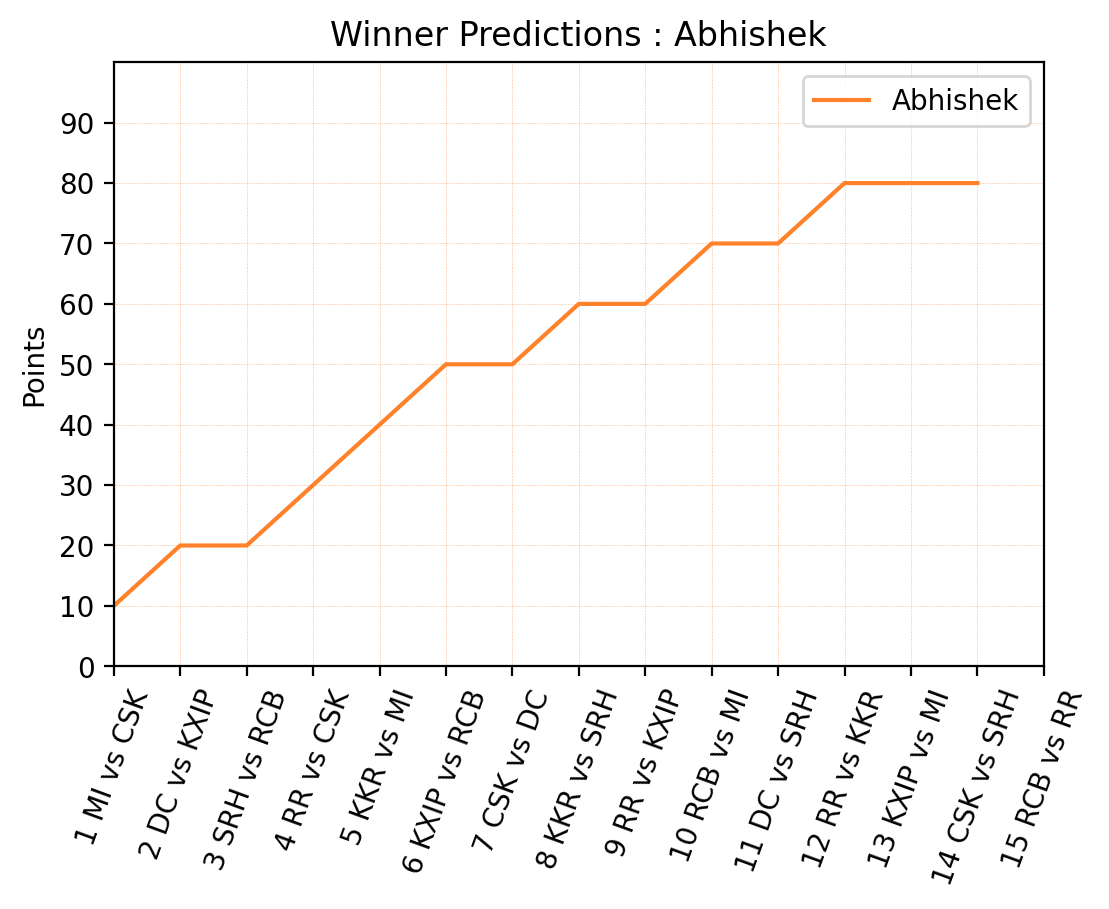 Winner Predictions : Abhishek
Abhishek
Points
90
80
70
60
50
40
30
20
10
0
1 MI vs CSK
2 DC vs KXIP
3 SRH vs RCB
4 RR vs CSK
5 KKR vs MI
6 KXIP vs RCB
7 CSK vs DC
8 KKR vs SRH
9 RR vs KXIP
10 RCB vs MI
11 DC vs SRH
12 RR vs KKR
13 KXIP vs MI
14 CSK vs SRH
15 RCB vs RR